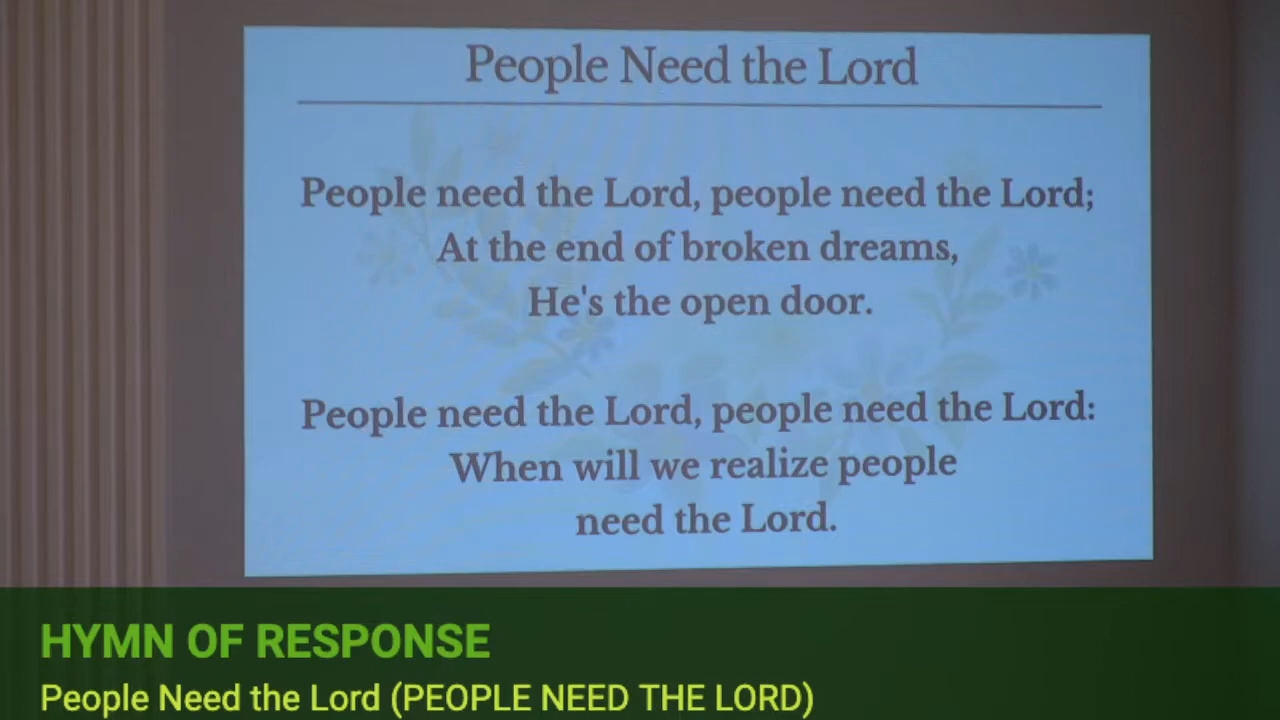 People Need the Lord
People need the Lord, people need the Lord;
At the end of broken dreams,
He's the open door.
People need the Lord, people need the Lord:
When will we realize people
need the Lord.
HYMN OF RESPONSE
People Need the Lord (PEOPLE NEED THE LORD)